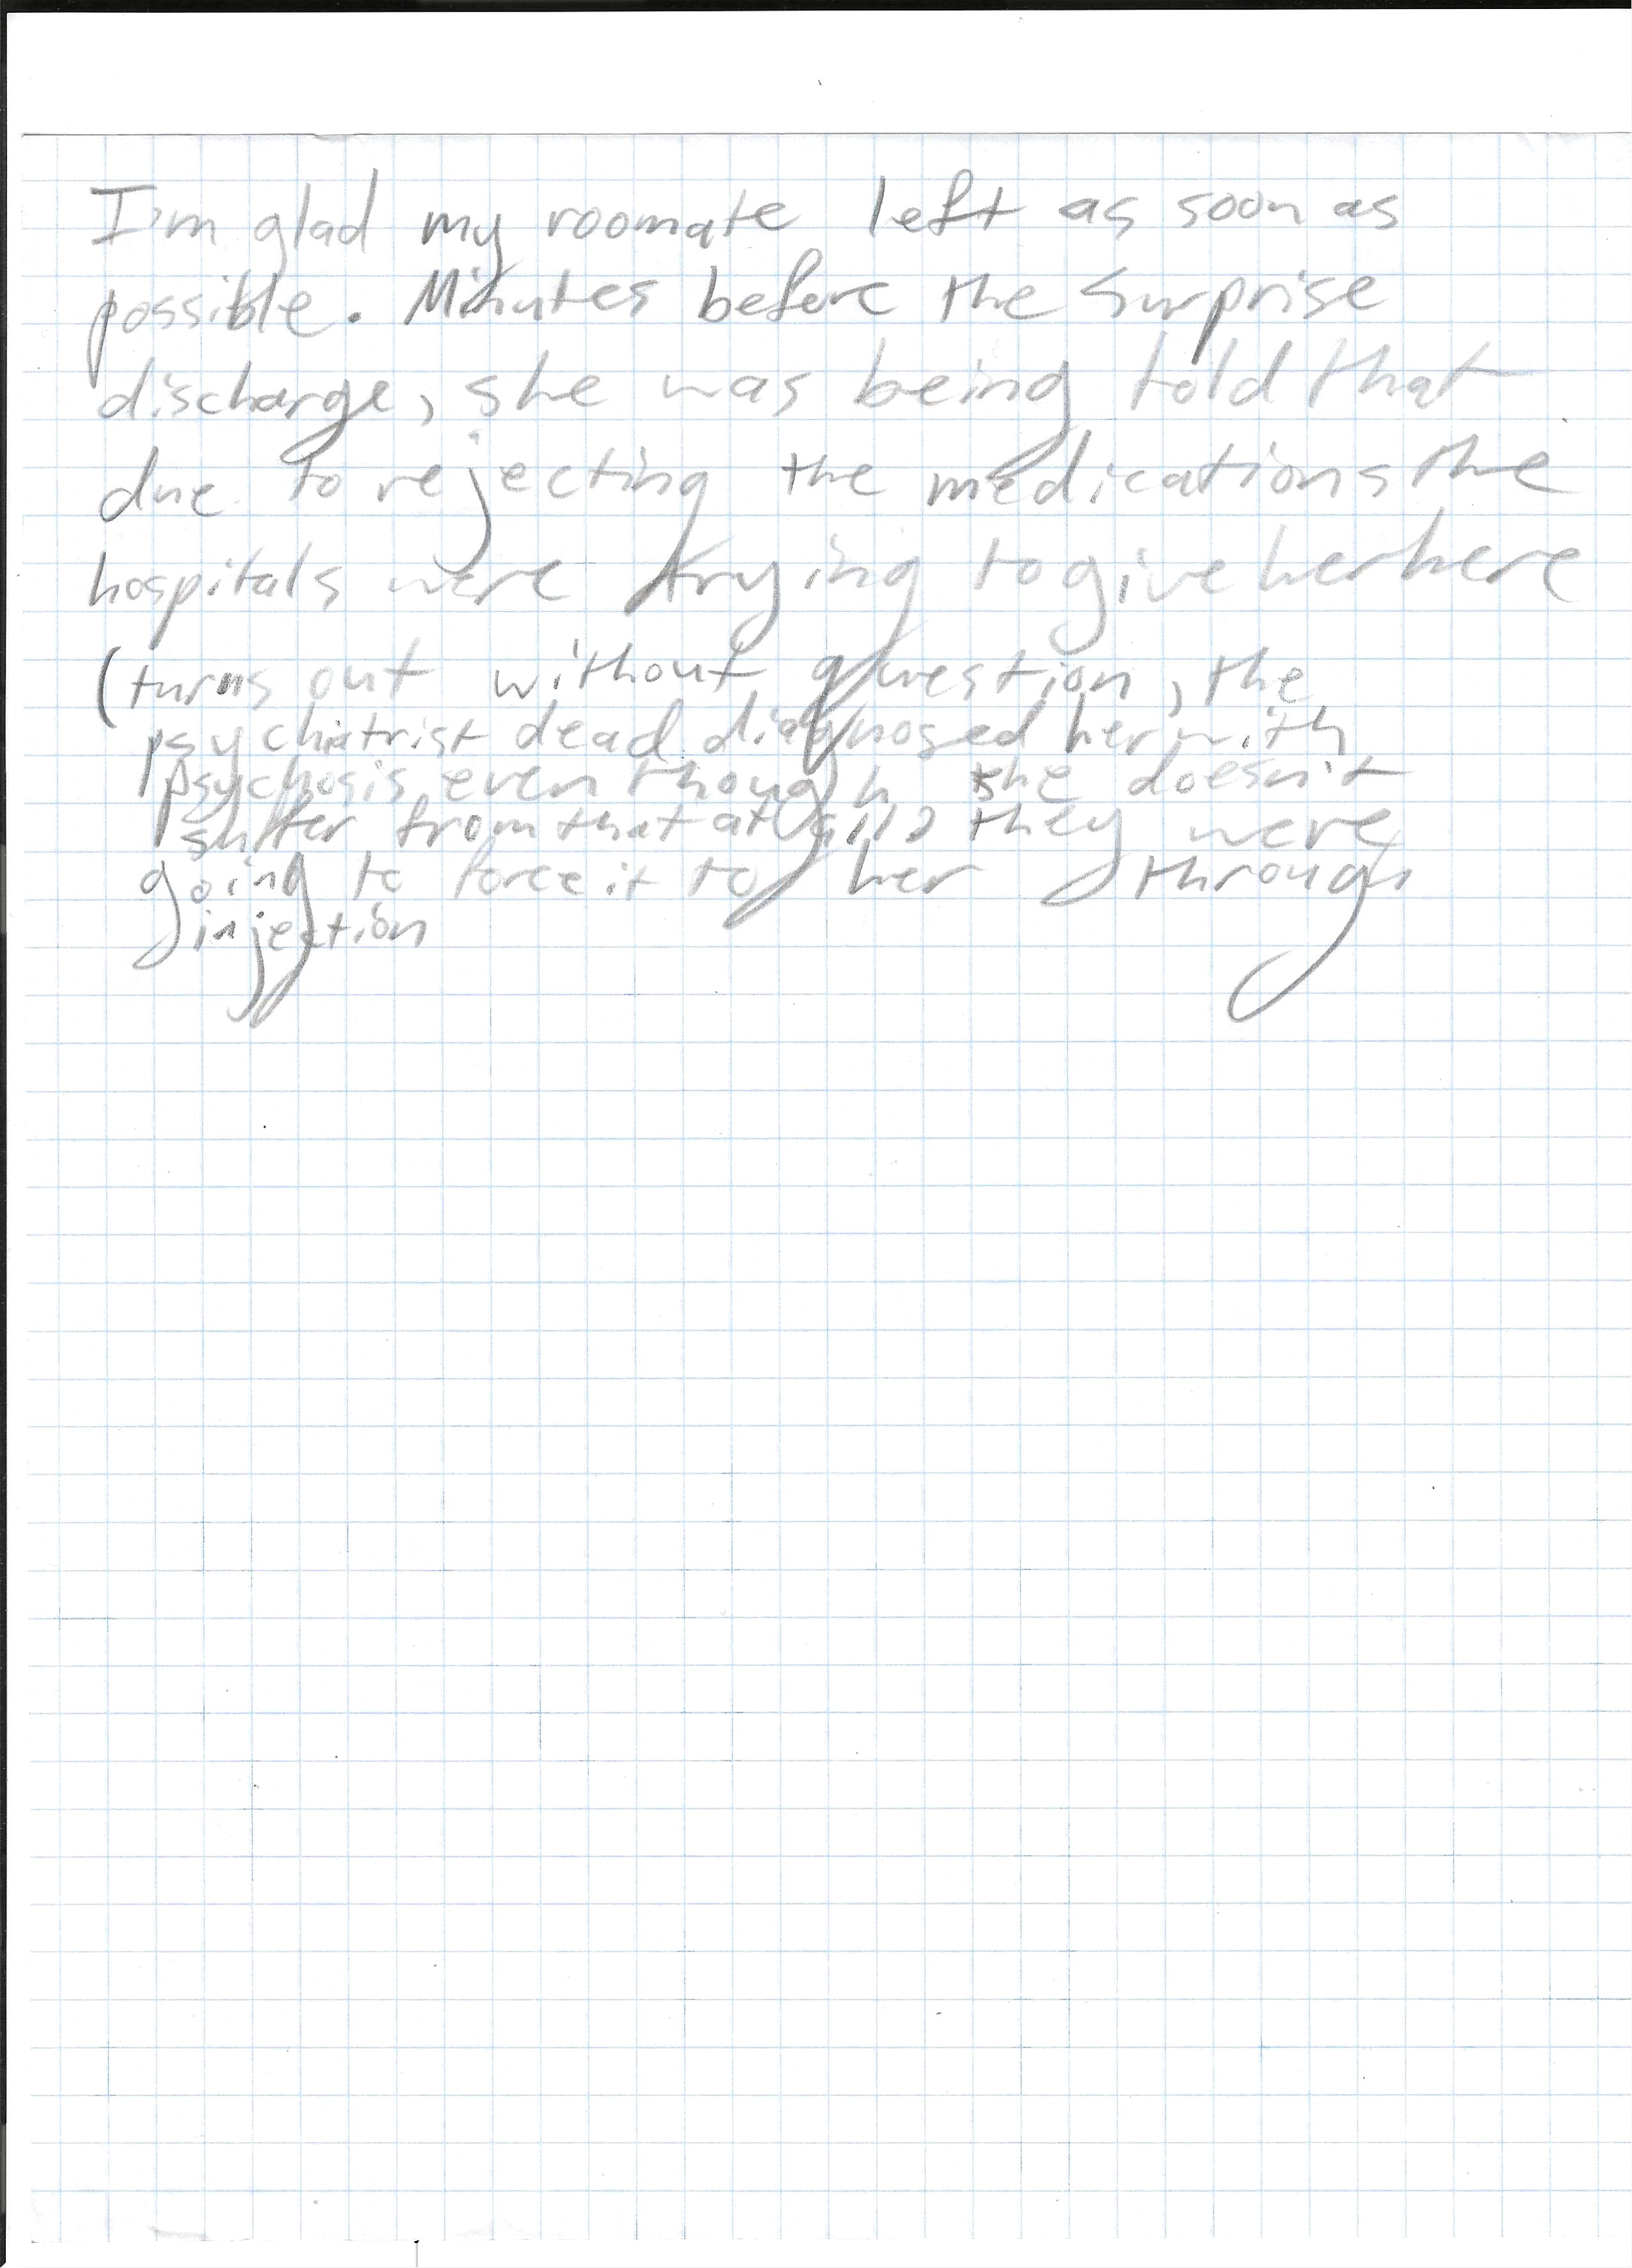 I'm glad my roomate left as soon as
possible. Minutes before the surprise
discharge, she was being told that
due to rejecting the medications the
hospitals were trying to give her here
(turns out without question, the
psychiatrist dead diagnosed her with
psychosis even though she doesn't
suffer from that at all) they were
going to force it to her through
injection